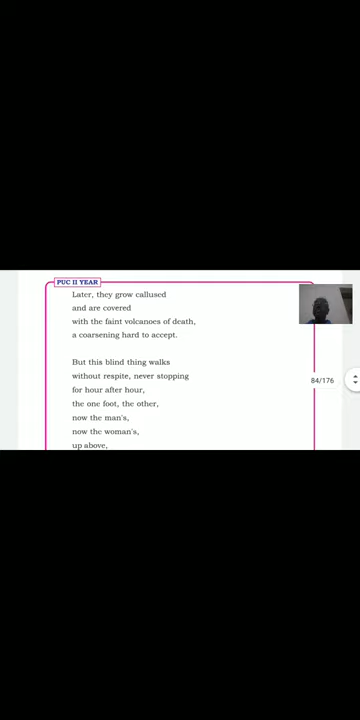 PUC II YEAR
Later, they grow callused
and are covered
with the faint volcanoes of death,
a coarsening hard to accept.
But this blind thing walks
without respite, never stopping
for hour after hour,
the one foot, the other,
now the man's,
now the woman's,
up above,
84/176